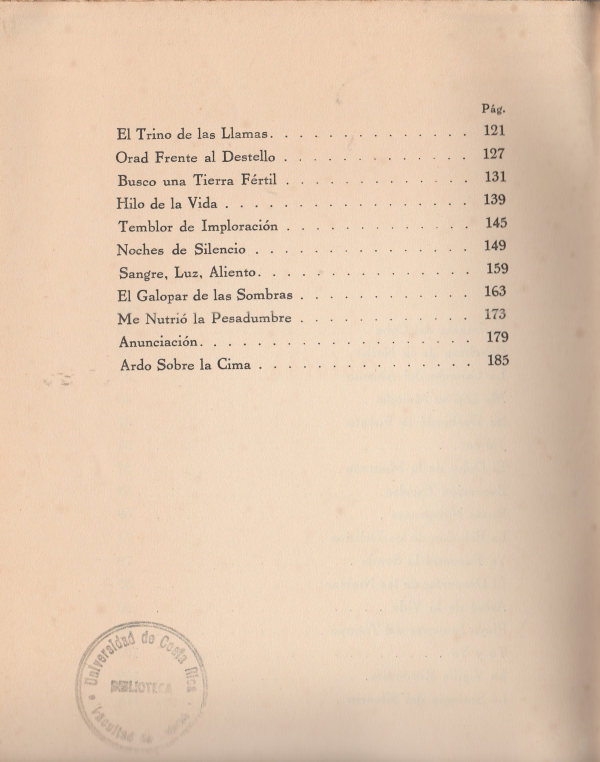 Pág.
El Trino de las Llamas. . . . . . . . . . . . . . 121
Orad Frente al Destello . . . . . . . . . . . . . 127
Busco una Tierra Fértil . . . . . . . . . . . . . 131
Hilo de la Vida . . . . . . . . . . . . . . . . . 139
Temblor de Imploración . . . . . . . . . . . . . 145
Noches de Silencio . . . . . . . . . . . . . . . 149
Sangre, Luz, Aliento. . . . . . . . . . . . . . . 159
El Galopar de las Sombras . . . . . . . . . . . . 163
Me Nutrió la Pesadumbre . . . . . . . . . . . . 173
Anunciación. . . . . . . . . . . . . . . . . . . 179
Ardo Sobre la Cima . . . . . . . . . . . . . . . 185
Universidad de Costa Rica
BIBLIOTECA
Facultad de